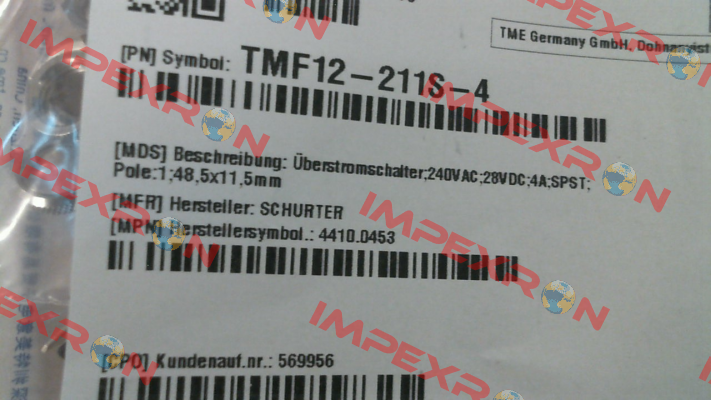 TME Germany GmbH,
[PN] Symbol: TMF12-211S-4
[MDS] Beschreibung: Überstromschalter;240VAC;28VDC;4A;SPST;
Pole:1;48,5x11,5mm
[MFR] Hersteller: SCHURTER
[MPN] Herstellersymbol.: 4410.0453
[CPO] Kundenauf.nr.: 569956
IMPEXRON
IMPEXRON
IMPEXRON
IMPEXRON
IMPEXRON